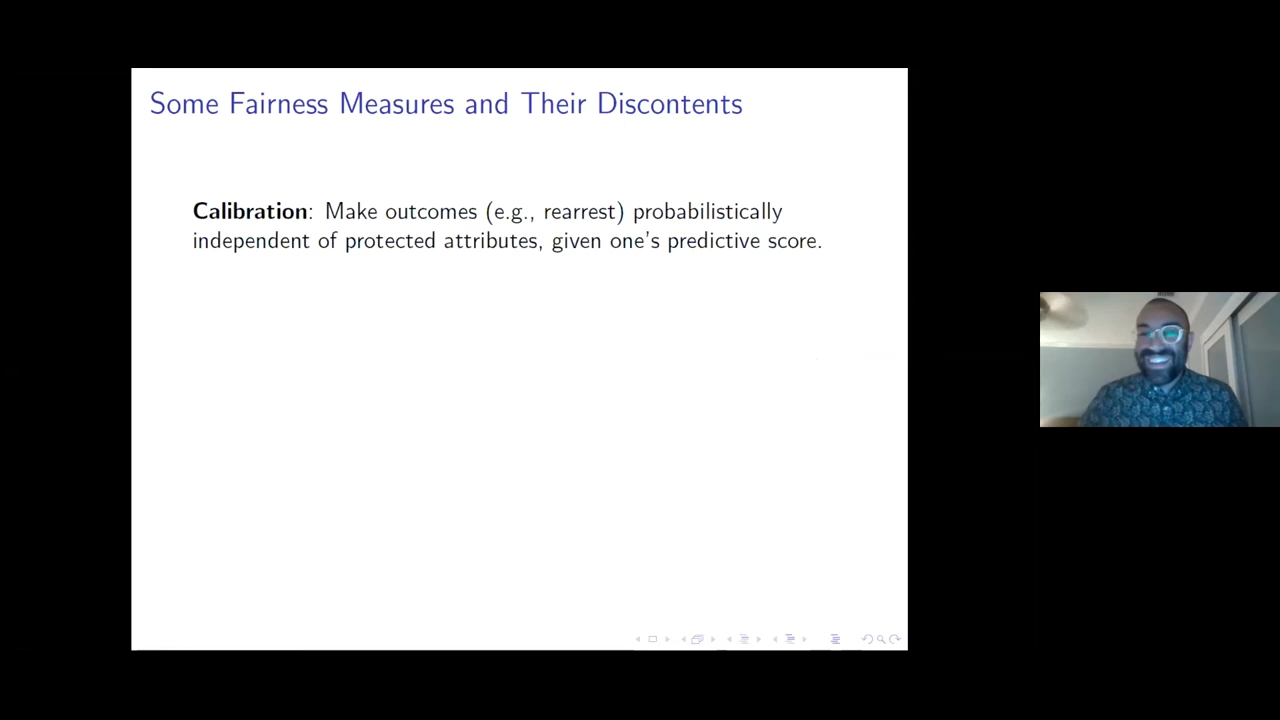 Some Fairness Measures and Their Discontents
Calibration: Make outcomes (e.g., rearrest) probabilistically
independent of protected attributes, given one's predictive score.